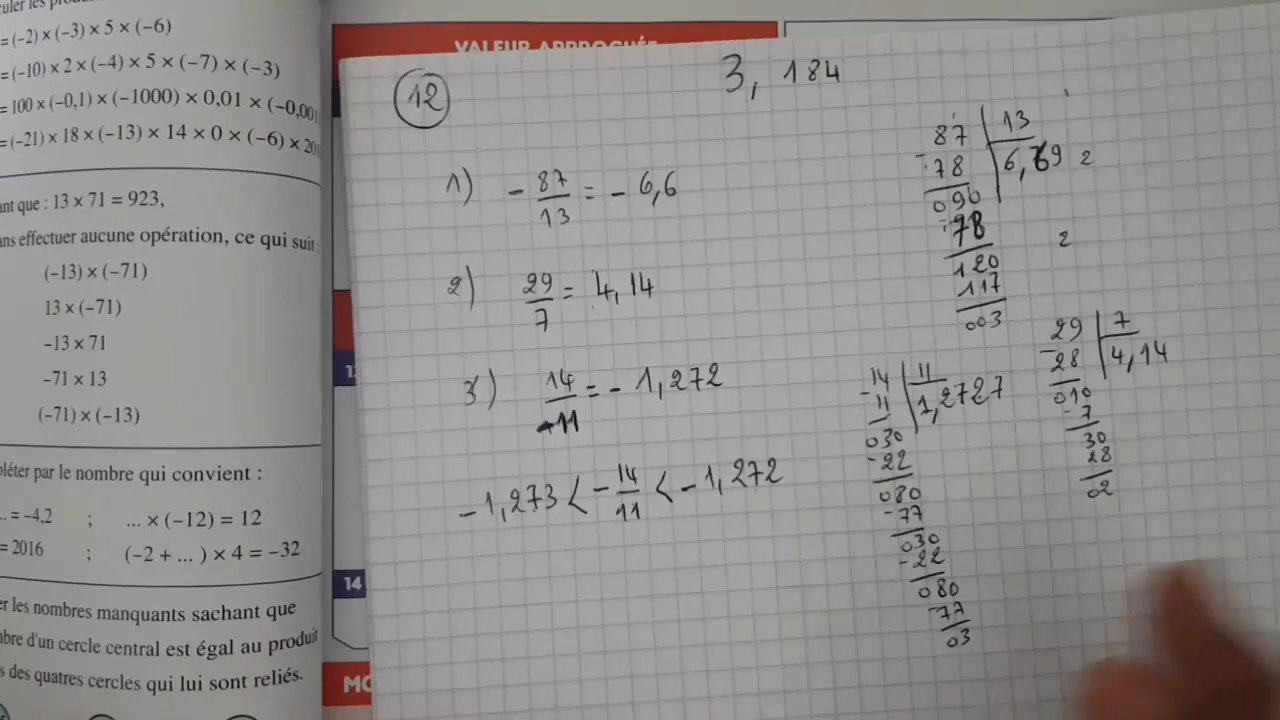 = (–2) × (–3) × 5 × (–6)
= (–10) × 2 × (–4) × 5 × (–7) × (–3)
= 100 × (–0,1) × (–1000) × 0,01 × (–0,001
= (–21) × 18 × (–13) × 14 × 0 × (–6) × 20
que : 13 × 71 = 923,
effectuer aucune opération, ce qui suit :
(–13) × (–71)
13 × (–71)
–13 × 71
–71 × 13
(–71) × (–13)
par le nombre qui convient :
= –4,2 ; ... × (–12) = 12
= 2016 ; (–2 + ... ) × 4 = –32
les nombres manquants sachant que
d'un cercle central est égal au produit
des quatres cercles qui lui sont reliés.
VALEUR APPROCHÉE
14
12
3, 184
1) - 87/13 = - 6,6
2) 29/7 = 4,14
3) 14/-11 = - 1,272
-1,273 < - 14/11 < - 1,272
87 | 13
- 78 | 6,69 2
090
- 78 2
120
117
003
14 | 11
- 11 | 1,2727
030
- 22
080
- 77
030
- 22
080
77
03
29 | 7
- 28 | 4,14
010
- 7
30
28
02